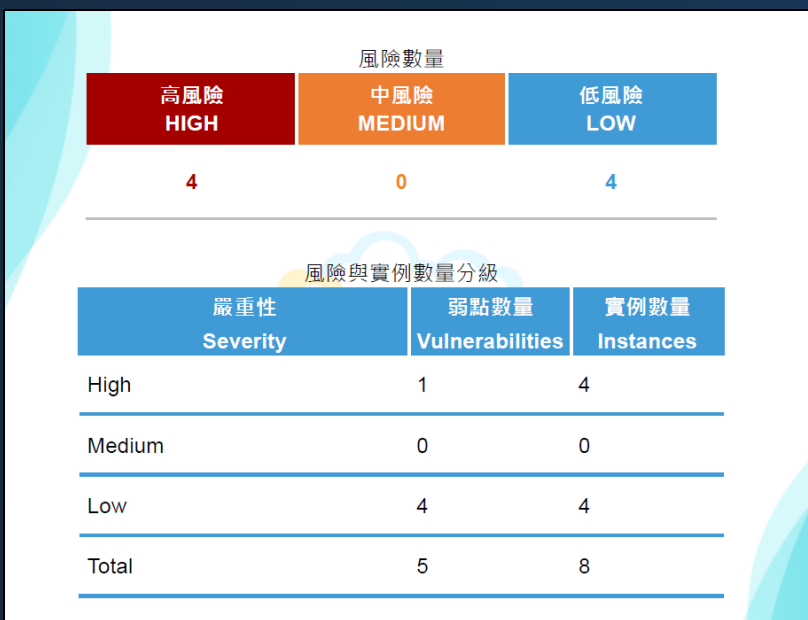 風險數量
高風險 中風險 低風險
HIGH MEDIUM LOW
4 0 4
風險與實例數量分級
嚴重性 弱點數量 實例數量
Severity Vulnerabilities Instances
High 1 4
Medium 0 0
Low 4 4
Total 5 8